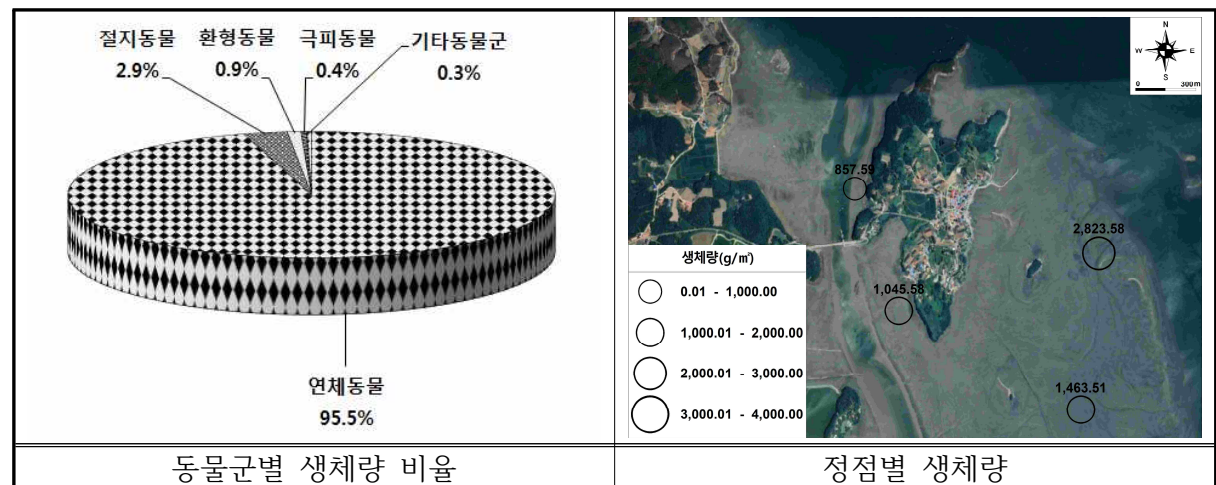 절지동물 환형동물 극피동물 기타동물군
2.9% 0.9% 0.4% 0.3%
연체동물
95.5%
동물군별 생체량 비율
N
W E
S
0 300m
857.59
2,823.58
1,045.58
1,463.51
생체량(g/㎡)
0.01 - 1,000.00
1,000.01 - 2,000.00
2,000.01 - 3,000.00
3,000.01 - 4,000.00
정점별 생체량